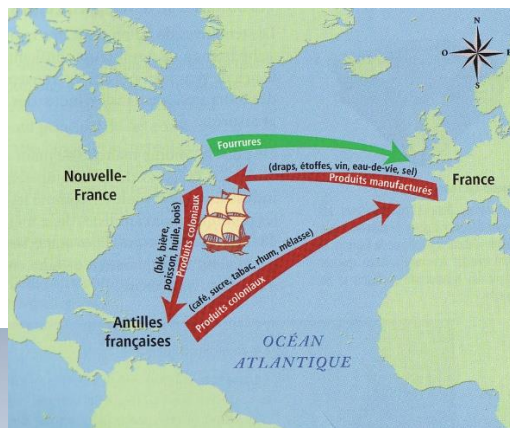 N
O
E
S
Fourrures
(draps, étoffes, vin, eau-de-vie, sel)
Produits manufacturés
Nouvelle-
France
France
(blé, bière,
poisson, huile, bois)
Produits coloniaux
(café, sucre, tabac, rhum, mélasse)
Produits coloniaux
Antilles
françaises
OCÉAN
ATLANTIQUE